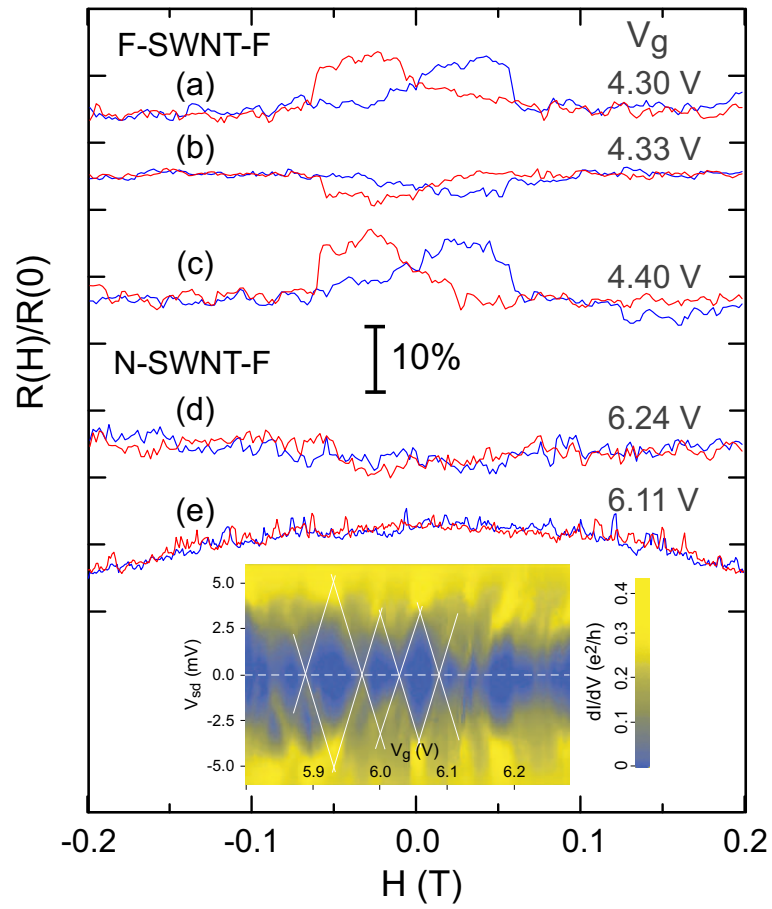 F-SWNT-F
Vg
(a)
4.30 V
(b)
4.33 V
(c)
4.40 V
10%
N-SWNT-F
(d)
6.24 V
(e)
6.11 V
R(H)/R(0)
5.0
2.5
0.0
-2.5
-5.0
Vsd (mV)
Vg (V)
5.9 6.0 6.1 6.2
0.4
0.3
0.2
0.1
0
dI/dV (e²/h)
-0.2 -0.1 0.0 0.1 0.2
H (T)